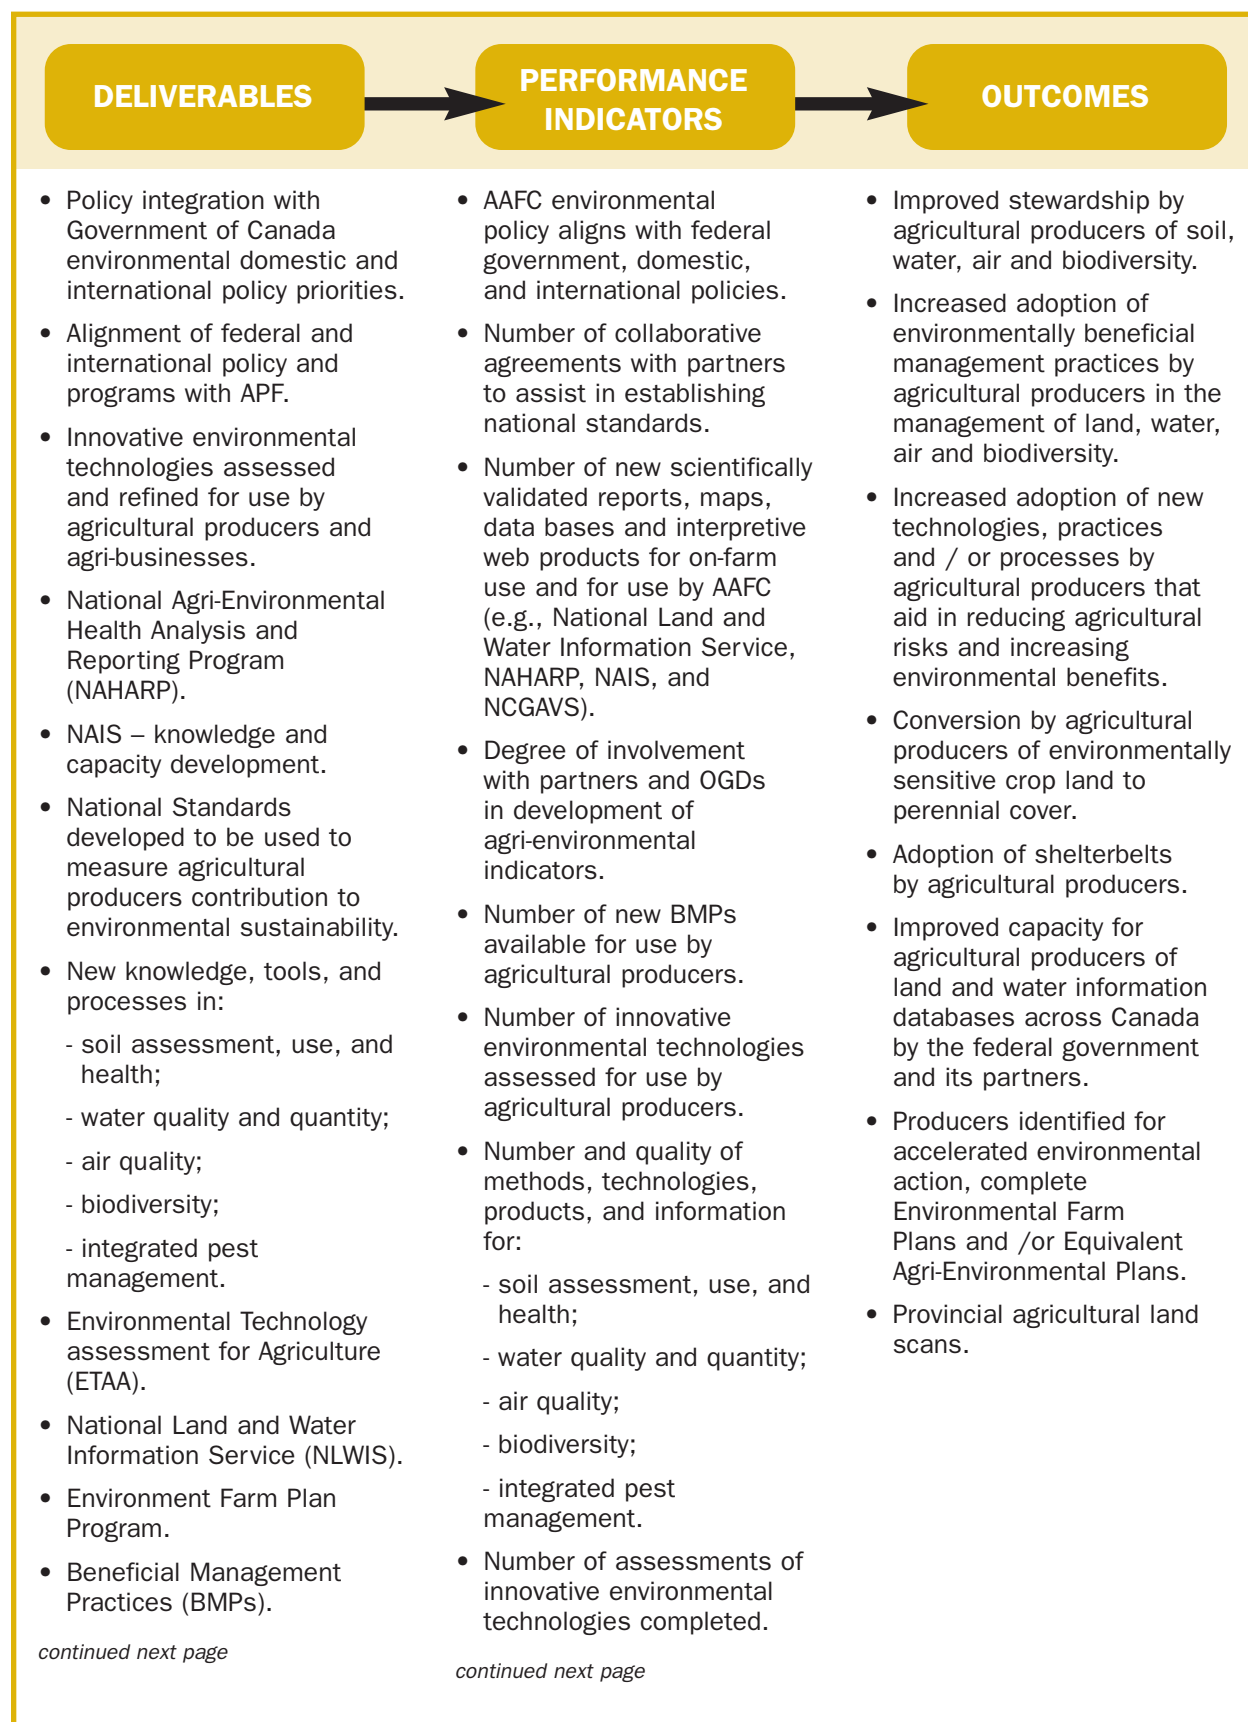 DELIVERABLES
PERFORMANCE
INDICATORS
OUTCOMES
• Policy integration with
Government of Canada
environmental domestic and
international policy priorities.
• Alignment of federal and
international policy and
programs with APF.
• Innovative environmental
technologies assessed
and refined for use by
agricultural producers and
agri-businesses.
• National Agri-Environmental
Health Analysis and
Reporting Program
(NAHARP).
• NAIS – knowledge and
capacity development.
• National Standards
developed to be used to
measure agricultural
producers contribution to
environmental sustainability.
• New knowledge, tools, and
processes in:
- soil assessment, use, and
health;
- water quality and quantity;
- air quality;
- biodiversity;
- integrated pest
management.
• Environmental Technology
assessment for Agriculture
(ETAA).
• National Land and Water
Information Service (NLWIS).
• Environment Farm Plan
Program.
• Beneficial Management
Practices (BMPs).
continued next page
• AAFC environmental
policy aligns with federal
government, domestic,
and international policies.
• Number of collaborative
agreements with partners
to assist in establishing
national standards.
• Number of new scientifically
validated reports, maps,
data bases and interpretive
web products for on-farm
use and for use by AAFC
(e.g., National Land and
Water Information Service,
NAHARP, NAIS, and
NCGAVS).
• Degree of involvement
with partners and OGDs
in development of
agri-environmental
indicators.
• Number of new BMPs
available for use by
agricultural producers.
• Number of innovative
environmental technologies
assessed for use by
agricultural producers.
• Number and quality of
methods, technologies,
products, and information
for:
- soil assessment, use, and
health;
- water quality and quantity;
- air quality;
- biodiversity;
- integrated pest
management.
• Number of assessments of
innovative environmental
technologies completed.
continued next page
• Improved stewardship by
agricultural producers of soil,
water, air and biodiversity.
• Increased adoption of
environmentally beneficial
management practices by
agricultural producers in the
management of land, water,
air and biodiversity.
• Increased adoption of new
technologies, practices
and / or processes by
agricultural producers that
aid in reducing agricultural
risks and increasing
environmental benefits.
• Conversion by agricultural
producers of environmentally
sensitive crop land to
perennial cover.
• Adoption of shelterbelts
by agricultural producers.
• Improved capacity for
agricultural producers of
land and water information
databases across Canada
by the federal government
and its partners.
• Producers identified for
accelerated environmental
action, complete
Environmental Farm
Plans and /or Equivalent
Agri-Environmental Plans.
• Provincial agricultural land
scans.